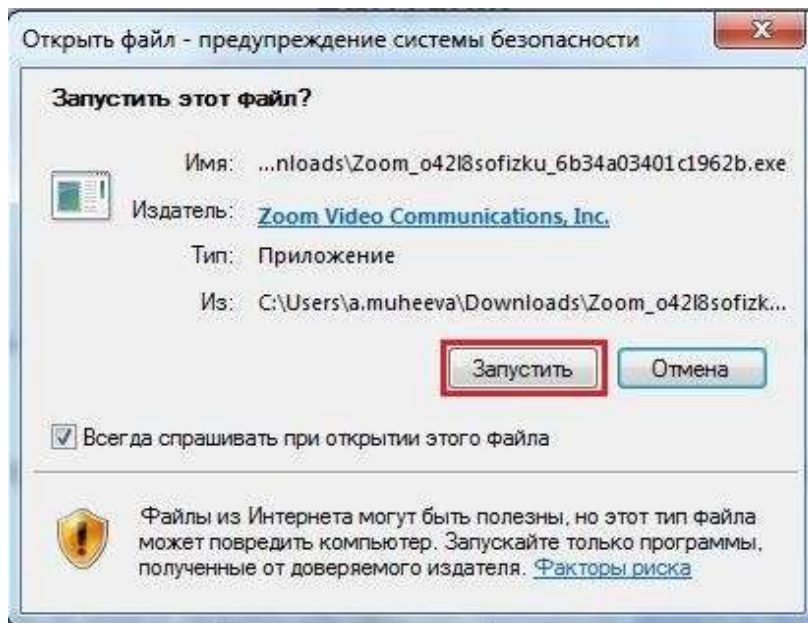 Открыть файл - предупреждение системы безопасности
Запустить этот файл?
Имя: ...nloads\Zoom_o42l8sofizku_6b34a03401c1962b.exe
Издатель: Zoom Video Communications, Inc.
Тип: Приложение
Из: C:\Users\a.muheeva\Downloads\Zoom_o42l8sofizk...
Запустить Отмена
Всегда спрашивать при открытии этого файла
Файлы из Интернета могут быть полезны, но этот тип файла
может повредить компьютер. Запускайте только программы,
полученные от доверяемого издателя. Факторы риска